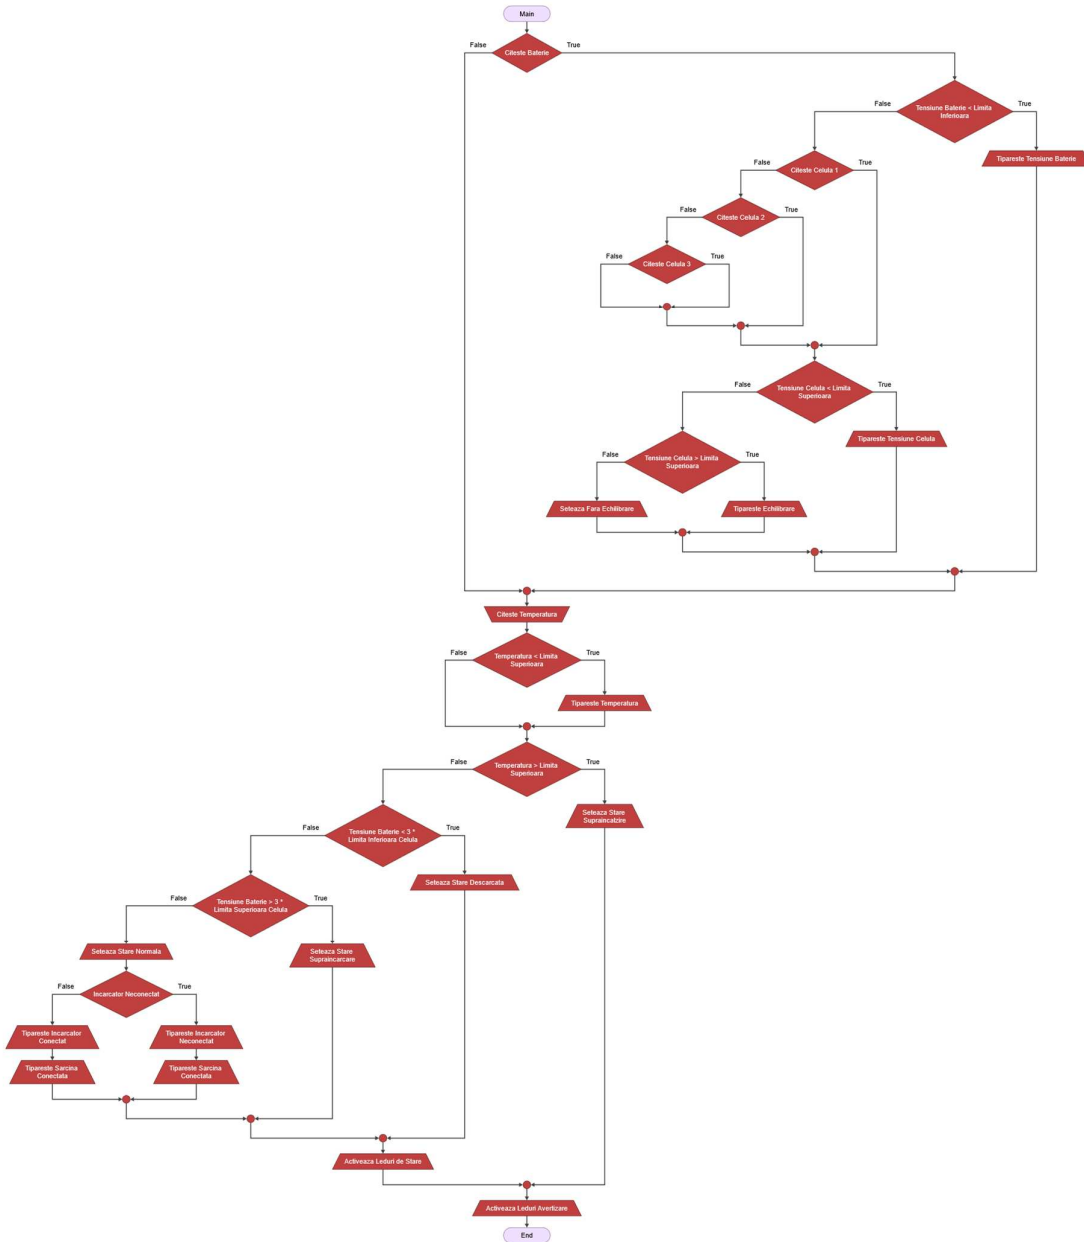 Main
False
True
Citeste Baterie
False
True
Tensiune Baterie < Limita
Inferioara
Tipareste Tensiune Baterie
False
True
Citeste Celula 1
False
True
Citeste Celula 2
False
True
Citeste Celula 3
False
True
Tensiune Celula < Limita
Superioara
Tipareste Tensiune Celula
False
True
Tensiune Celula > Limita
Superioara
Seteaza Fara Echilibrare
Tipareste Echilibrare
Citeste Temperatura
False
True
Temperatura < Limita
Superioara
Tipareste Temperatura
False
True
Temperatura > Limita
Superioara
Seteaza Stare
Supraincalzire
False
True
Tensiune Baterie < 3 *
Limita Inferioara Celula
Seteaza Stare Descarcata
False
True
Tensiune Baterie > 3 *
Limita Superioara Celula
Seteaza Stare Normala
Seteaza Stare
Supraincarcare
False
True
Incarcator Neconectat
Tipareste Incarcator
Conectat
Tipareste Incarcator
Neconectat
Tipareste Sarcina
Conectata
Tipareste Sarcina
Conectata
Activeaza Leduri de Stare
Activeaza Leduri Avertizare
End